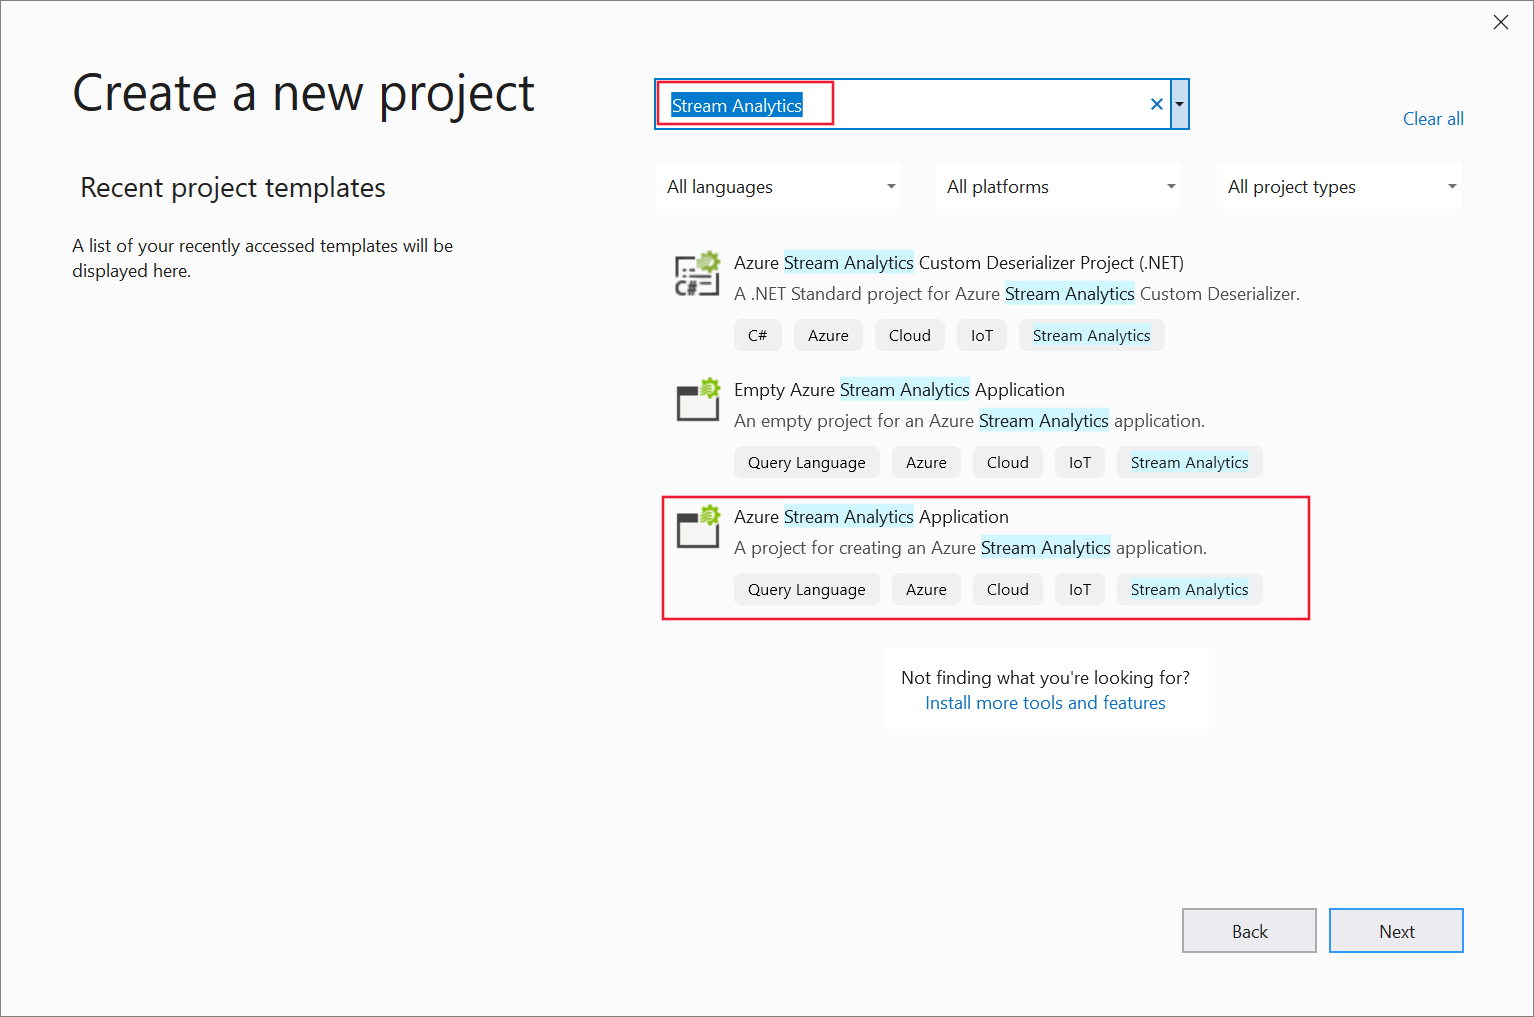 Create a new project
Stream Analytics
Clear all
Recent project templates
All languages
All platforms
All project types
A list of your recently accessed templates will be
displayed here.
Azure Stream Analytics Custom Deserializer Project (.NET)
A .NET Standard project for Azure Stream Analytics Custom Deserializer.
C#
C# Azure Cloud IoT Stream Analytics
Empty Azure Stream Analytics Application
An empty project for an Azure Stream Analytics application.
Query Language Azure Cloud IoT Stream Analytics
Azure Stream Analytics Application
A project for creating an Azure Stream Analytics application.
Query Language Azure Cloud IoT Stream Analytics
Not finding what you're looking for?
Install more tools and features
Back
Next